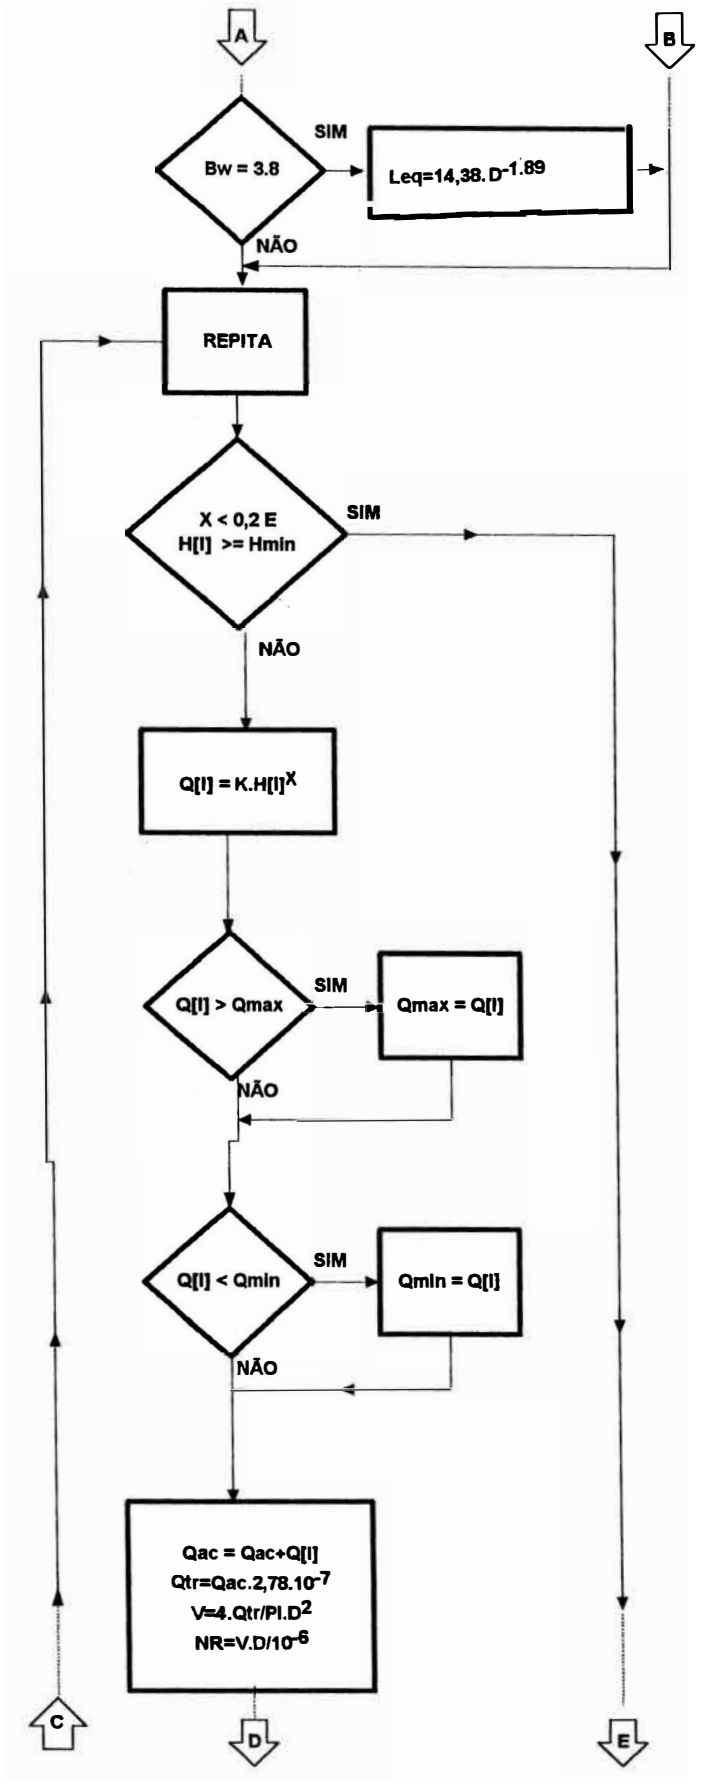 A
B
SIM
Bw = 3.8
Leq=14,38.D-1.89
NÃO
REPITA
X < 0,2 E
H[I] >= Hmin
SIM
NÃO
Q[I] = K.H[I]X
Q[I] > Qmax
SIM
Qmax = Q[I]
NÃO
Q[I] < Qmin
SIM
Qmin = Q[I]
NÃO
Qac = Qac+Q[I]
Qtr=Qac.2,78.10-7
V=4.Qtr/PI.D2
NR=V.D/10-6
C
D
E